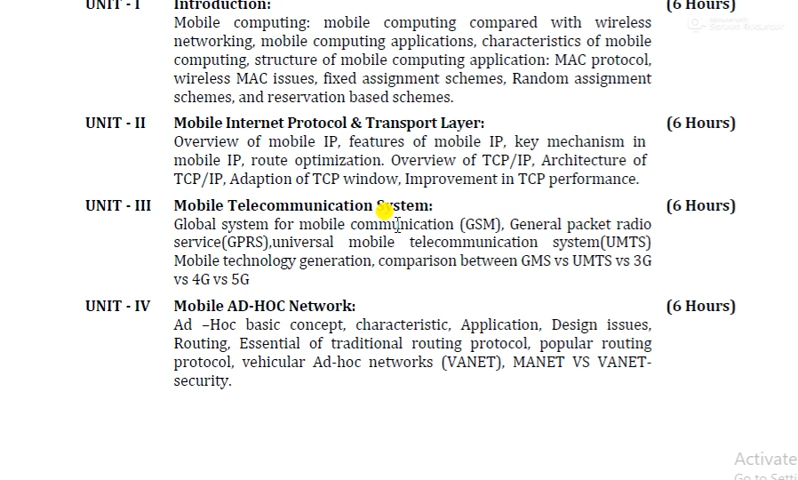 UNIT - I Introduction: (6 Hours)
Mobile computing: mobile computing compared with wireless
networking, mobile computing applications, characteristics of mobile
computing, structure of mobile computing application: MAC protocol,
wireless MAC issues, fixed assignment schemes, Random assignment
schemes, and reservation based schemes.
UNIT - II Mobile Internet Protocol & Transport Layer: (6 Hours)
Overview of mobile IP, features of mobile IP, key mechanism in
mobile IP, route optimization. Overview of TCP/IP, Architecture of
TCP/IP, Adaption of TCP window, Improvement in TCP performance.
UNIT - III Mobile Telecommunication System: (6 Hours)
Global system for mobile communication (GSM), General packet radio
service(GPRS),universal mobile telecommunication system(UMTS)
Mobile technology generation, comparison between GMS vs UMTS vs 3G
vs 4G vs 5G
UNIT - IV Mobile AD-HOC Network: (6 Hours)
Ad –Hoc basic concept, characteristic, Application, Design issues,
Routing, Essential of traditional routing protocol, popular routing
protocol, vehicular Ad-hoc networks (VANET), MANET VS VANET-
security.
Activate
Go to Setti